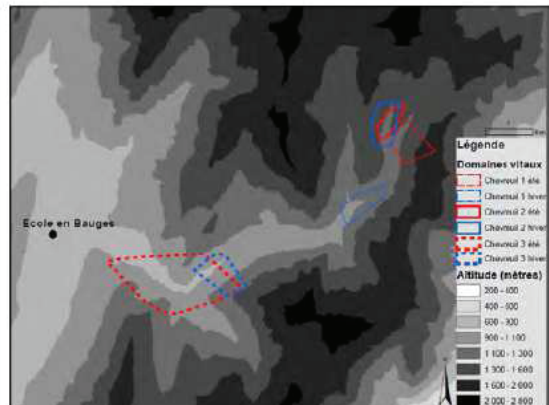 Ecole en Bauges
Légende
Domaines vitaux
Chevreuil 1 été
Chevreuil 1 hiver
Chevreuil 2 été
Chevreuil 2 hiver
Chevreuil 3 été
Chevreuil 3 hiver
Altitude (mètres)
200 - 400
400 - 600
600 - 900
900 - 1 100
1 100 - 1 300
1 300 - 1 600
1 600 - 2 000
2 000 - 2 800